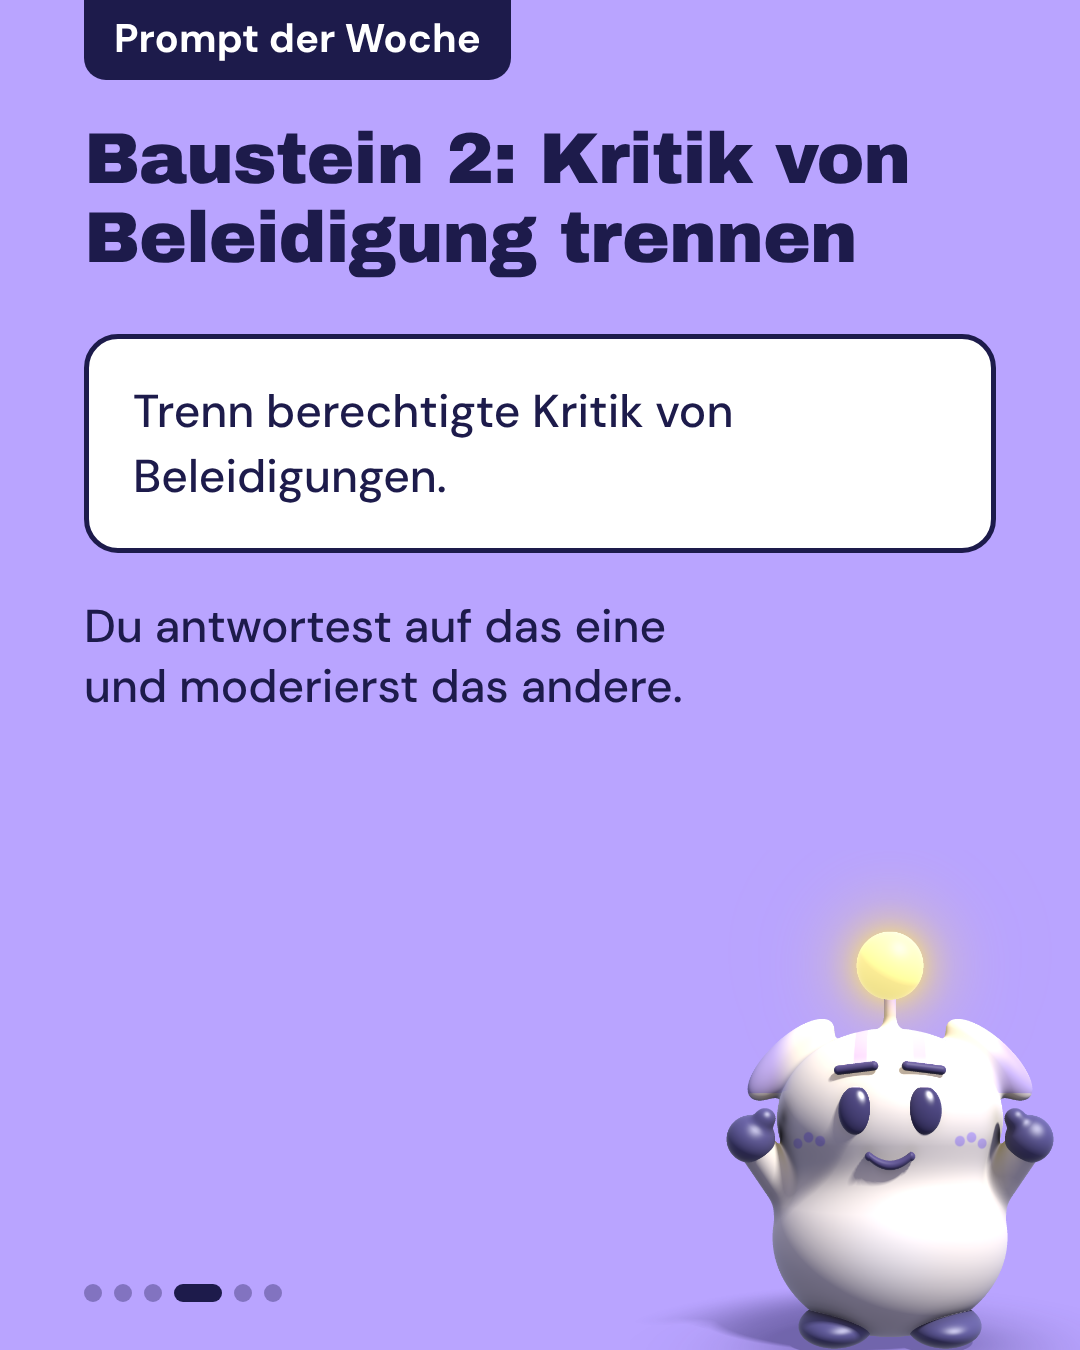 Prompt der Woche
Baustein 2: Kritik von
Beleidigung trennen
Trenn berechtigte Kritik von
Beleidigungen.
Du antwortest auf das eine
und moderierst das andere.